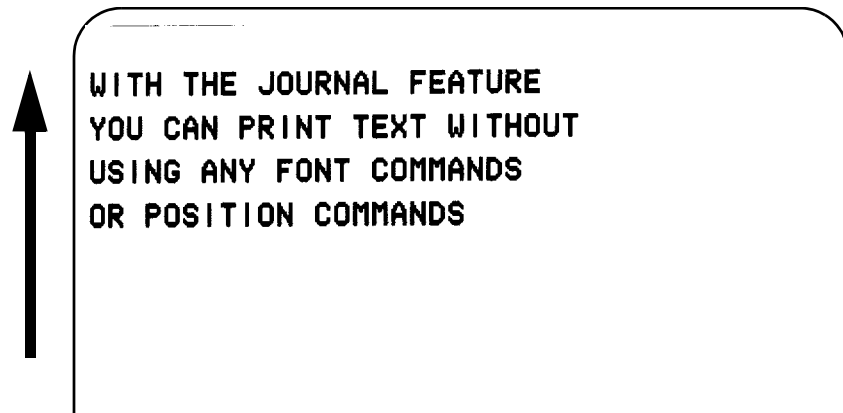 WITH THE JOURNAL FEATURE
YOU CAN PRINT TEXT WITHOUT
USING ANY FONT COMMANDS
OR POSITION COMMANDS